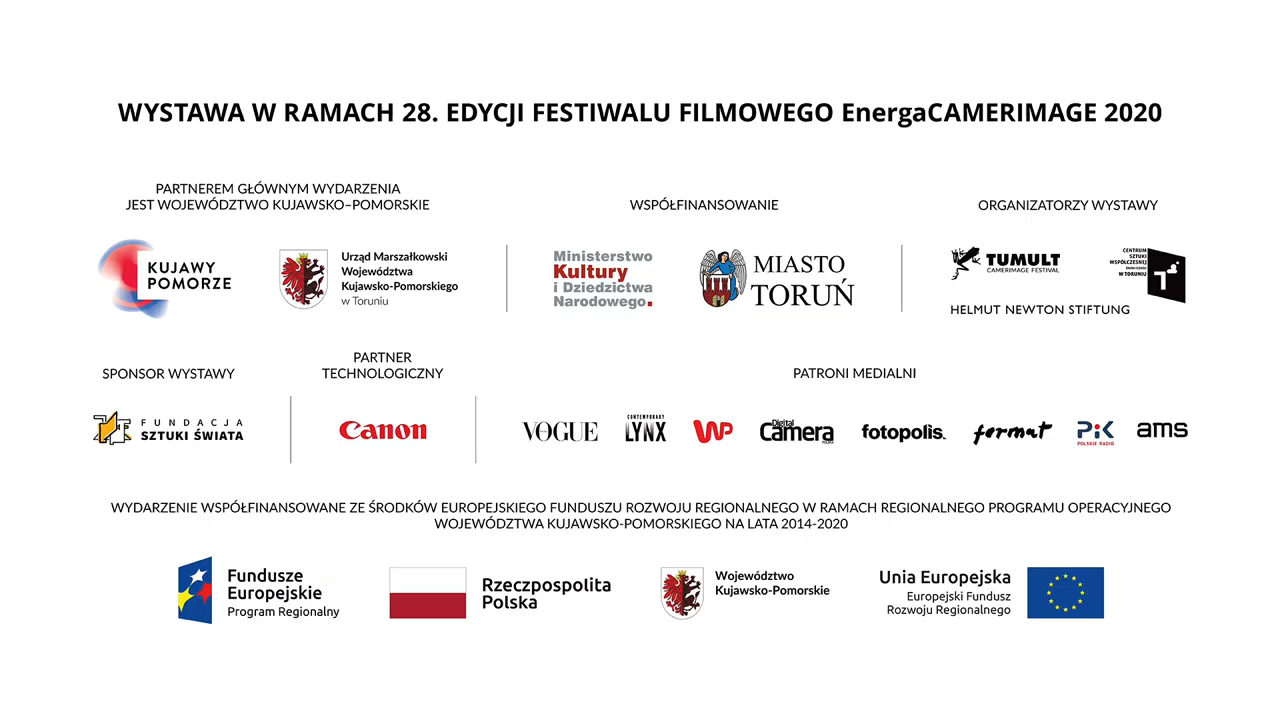 WYSTAWA W RAMACH 28. EDYCJI FESTIWALU FILMOWEGO EnergaCAMERIMAGE 2020
PARTNEREM GŁÓWNYM WYDARZENIA
JEST WOJEWÓDZTWO KUJAWSKO–POMORSKIE
KUJAWY
POMORZE
Urząd Marszałkowski
Województwa
Kujawsko-Pomorskiego
w Toruniu
WSPÓŁFINANSOWANIE
Ministerstwo
Kultury
i Dziedzictwa
Narodowego.
MIASTO
TORUŃ
ORGANIZATORZY WYSTAWY
TUMULT
CAMERIMAGE FESTIVAL
CENTRUM
SZTUKI
WSPÓŁCZESNEJ
ZNAKI CZASU
W TORUNIU
HELMUT NEWTON STIFTUNG
SPONSOR WYSTAWY
FUNDACJA
SZTUKI ŚWIATA
PARTNER
TECHNOLOGICZNY
Canon
PATRONI MEDIALNI
VOGUE
CONTEMPORARY
LYNX
WP
Digital
Camera
POLSKA
fotopolis.
format
PiK
POLSKIE RADIO
ams
WYDARZENIE WSPÓŁFINANSOWANE ZE ŚRODKÓW EUROPEJSKIEGO FUNDUSZU ROZWOJU REGIONALNEGO W RAMACH REGIONALNEGO PROGRAMU OPERACYJNEGO
WOJEWÓDZTWA KUJAWSKO-POMORSKIEGO NA LATA 2014-2020
Fundusze
Europejskie
Program Regionalny
Rzeczpospolita
Polska
Województwo
Kujawsko-Pomorskie
Unia Europejska
Europejski Fundusz
Rozwoju Regionalnego